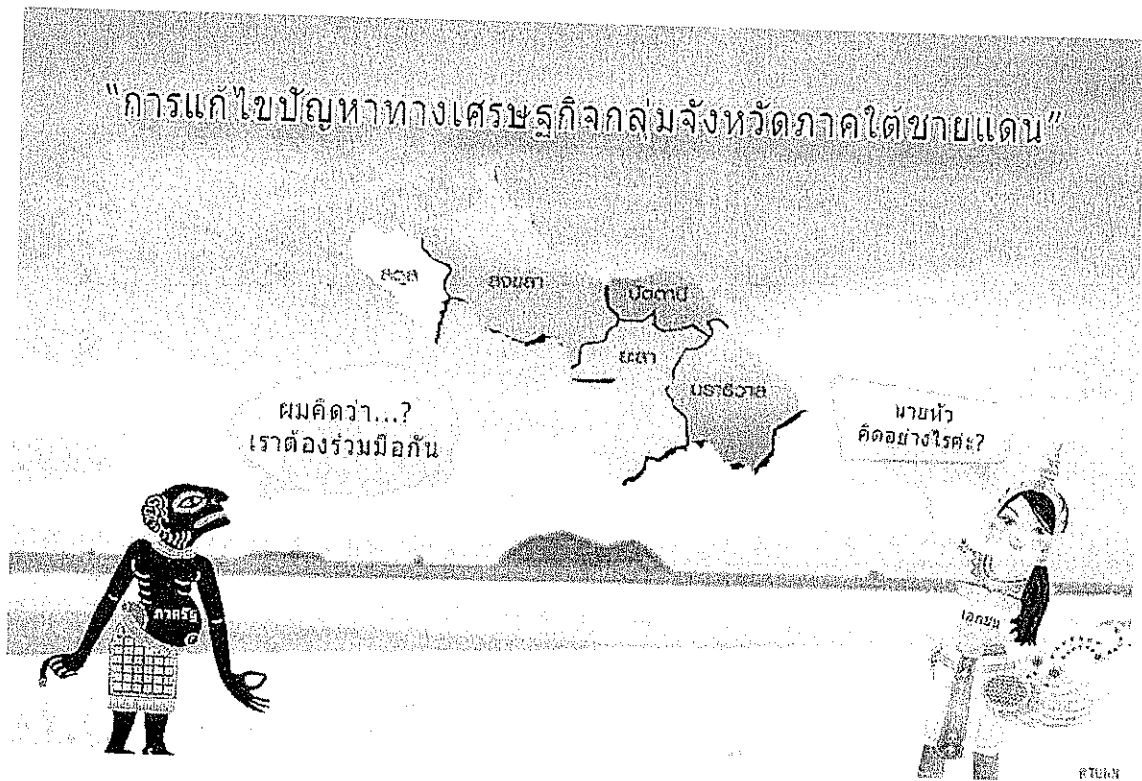 "การแก้ไขปัญหาทางเศรษฐกิจกลุ่มจังหวัดภาคใต้ชายแดน"
สตูล
สงขลา
ปัตตานี
ยะลา
นราธิวาส
ผมคิดว่า...?
เราต้องร่วมมือกัน
นายหัว
คิดอย่างไรค่ะ?
ภาครัฐ
เอกชน